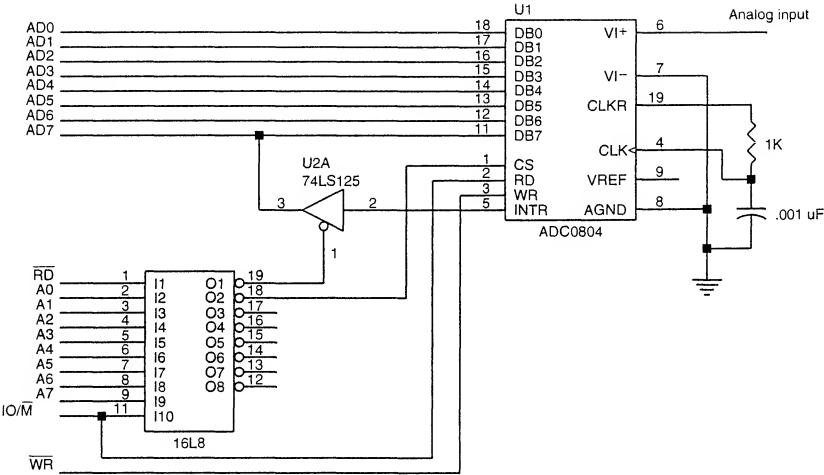 U1
Analog input
AD0 18 DB0 VI+ 6
AD1 17 DB1
AD2 16 DB2
AD3 15 DB3 VI− 7
AD4 14 DB4
AD5 13 DB5 CLKR 19
AD6 12 DB6
AD7 11 DB7
1K
CLK 4
U2A
74LS125
1 CS
2 RD VREF 9
3 WR
3 2 5 INTR AGND 8
.001 uF
ADC0804
1
R̅D̅ 1 I1 O1 19
A0 2 I2 O2 18
A1 3 I3 O3 17
A2 4 I4 O4 16
A3 5 I5 O5 15
A4 6 I6 O6 14
A5 7 I7 O7 13
A6 8 I8 O8 12
A7 9 I9
IO/M̅ 11 I10
16L8
W̅R̅